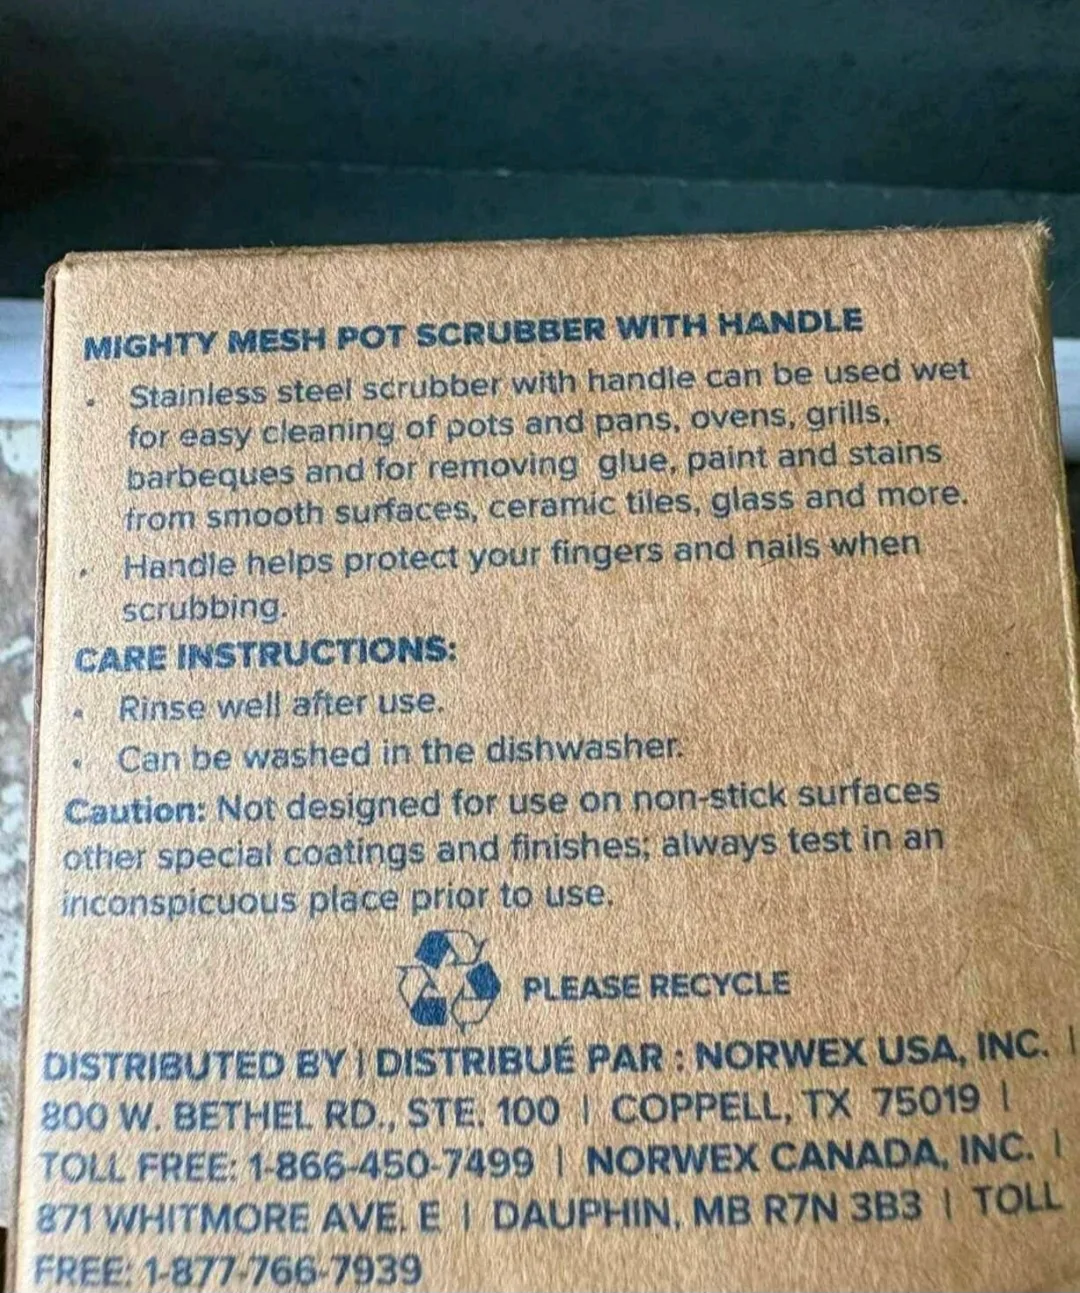 MIGHTY MESH POT SCRUBBER WITH HANDLE
• Stainless steel scrubber with handle can be used wet
for easy cleaning of pots and pans, ovens, grills,
barbeques and for removing glue, paint and stains
from smooth surfaces, ceramic tiles, glass and more.
• Handle helps protect your fingers and nails when
scrubbing.
CARE INSTRUCTIONS:
• Rinse well after use.
• Can be washed in the dishwasher.
Caution: Not designed for use on non-stick surfaces
other special coatings and finishes; always test in an
inconspicuous place prior to use.
PLEASE RECYCLE
DISTRIBUTED BY | DISTRIBUÉ PAR : NORWEX USA, INC. |
800 W. BETHEL RD., STE. 100 | COPPELL, TX 75019 |
TOLL FREE: 1-866-450-7499 | NORWEX CANADA, INC. |
871 WHITMORE AVE. E | DAUPHIN, MB R7N 3B3 | TOLL
FREE: 1-877-766-7939